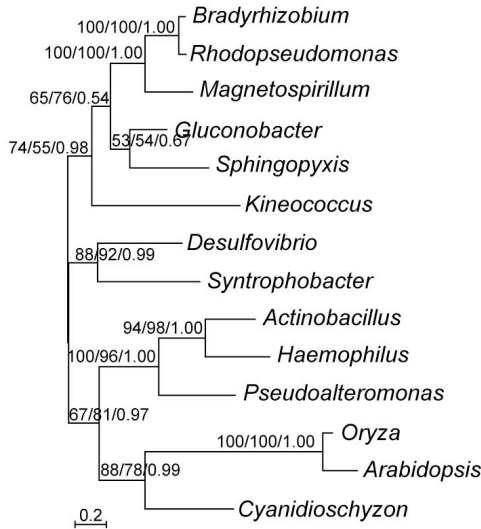 Bradyrhizobium
100/100/1.00
100/100/1.00
Rhodopseudomonas
Magnetospirillum
65/76/0.54
Gluconobacter
53/54/0.67
74/55/0.98
Sphingopyxis
Kineococcus
Desulfovibrio
88/92/0.99
Syntrophobacter
Actinobacillus
94/98/1.00
100/96/1.00
Haemophilus
Pseudoalteromonas
67/81/0.97
Oryza
100/100/1.00
88/78/0.99
Arabidopsis
Cyanidioschyzon
0.2